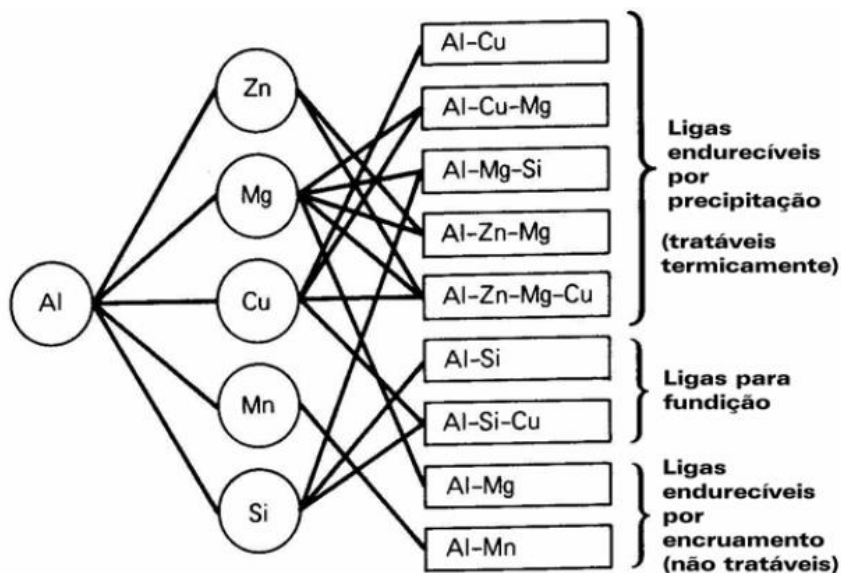 Al
Zn
Mg
Cu
Mn
Si
Al-Cu
Al-Cu-Mg
Al-Mg-Si
Al-Zn-Mg
Al-Zn-Mg-Cu
Al-Si
Al-Si-Cu
Al-Mg
Al-Mn
Ligas
endurecíveis
por
precipitação
(tratáveis
termicamente)
Ligas para
fundição
Ligas
endurecíveis
por
encruamento
(não tratáveis)